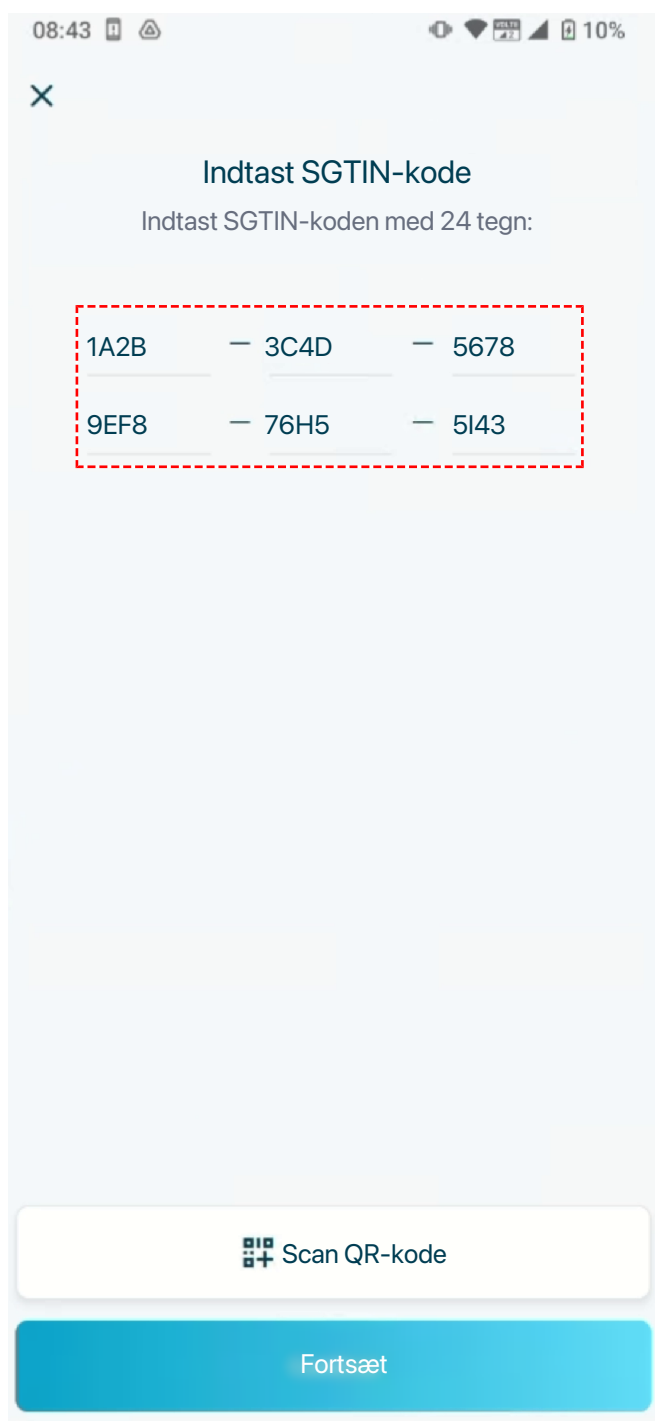 08:43 10%
Indtast SGTIN-kode
Indtast SGTIN-koden med 24 tegn:
1A2B – 3C4D – 5678
9EF8 – 76H5 – 5I43
Scan QR-kode
Fortsæt